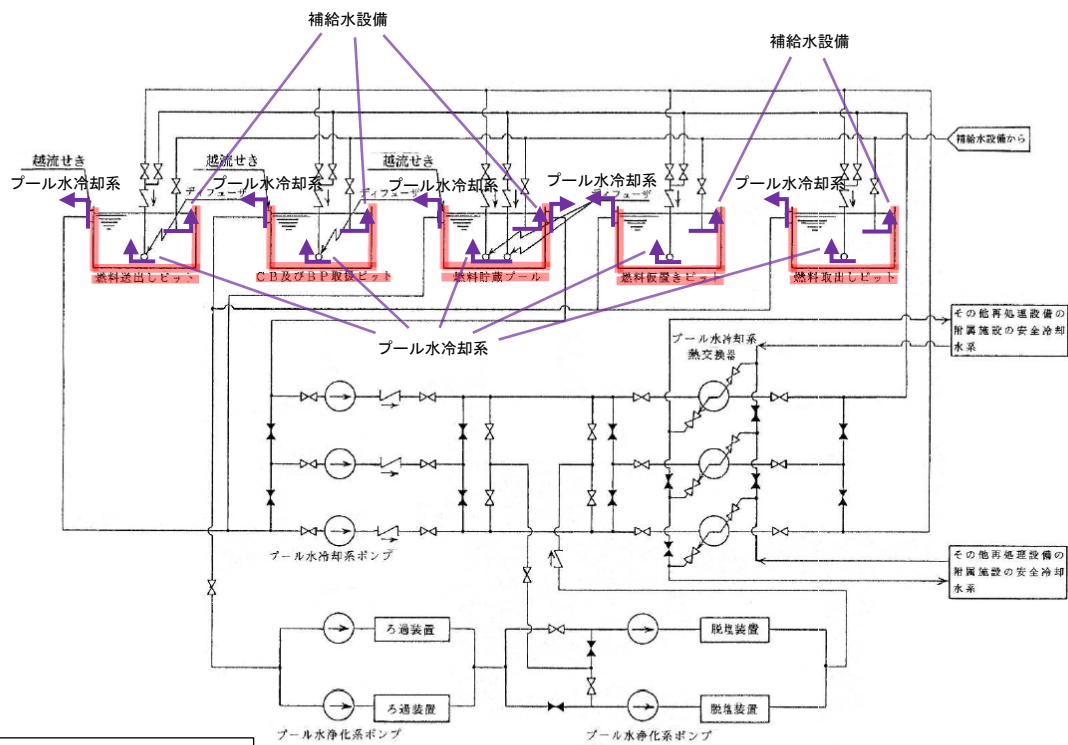 補給水設備
補給水設備
補給水設備から
越流せき
越流せき
越流せき
プール水冷却系
プール水冷却系
プール水冷却系
プール水冷却系
プール水冷却系
ディフューザ
ディフューザ
ディフューザ
燃料送出しピット
CB及びBP取扱ピット
燃料貯蔵プール
燃料仮置きピット
燃料取出しピット
プール水冷却系
プール水冷却系
熱交換器
その他再処理設備の
附属施設の安全冷却
水系
プール水冷却系ポンプ
その他再処理設備の
附属施設の安全冷却
水系
ろ過装置
脱塩装置
ろ過装置
脱塩装置
プール水浄化系ポンプ
プール水浄化系ポンプ